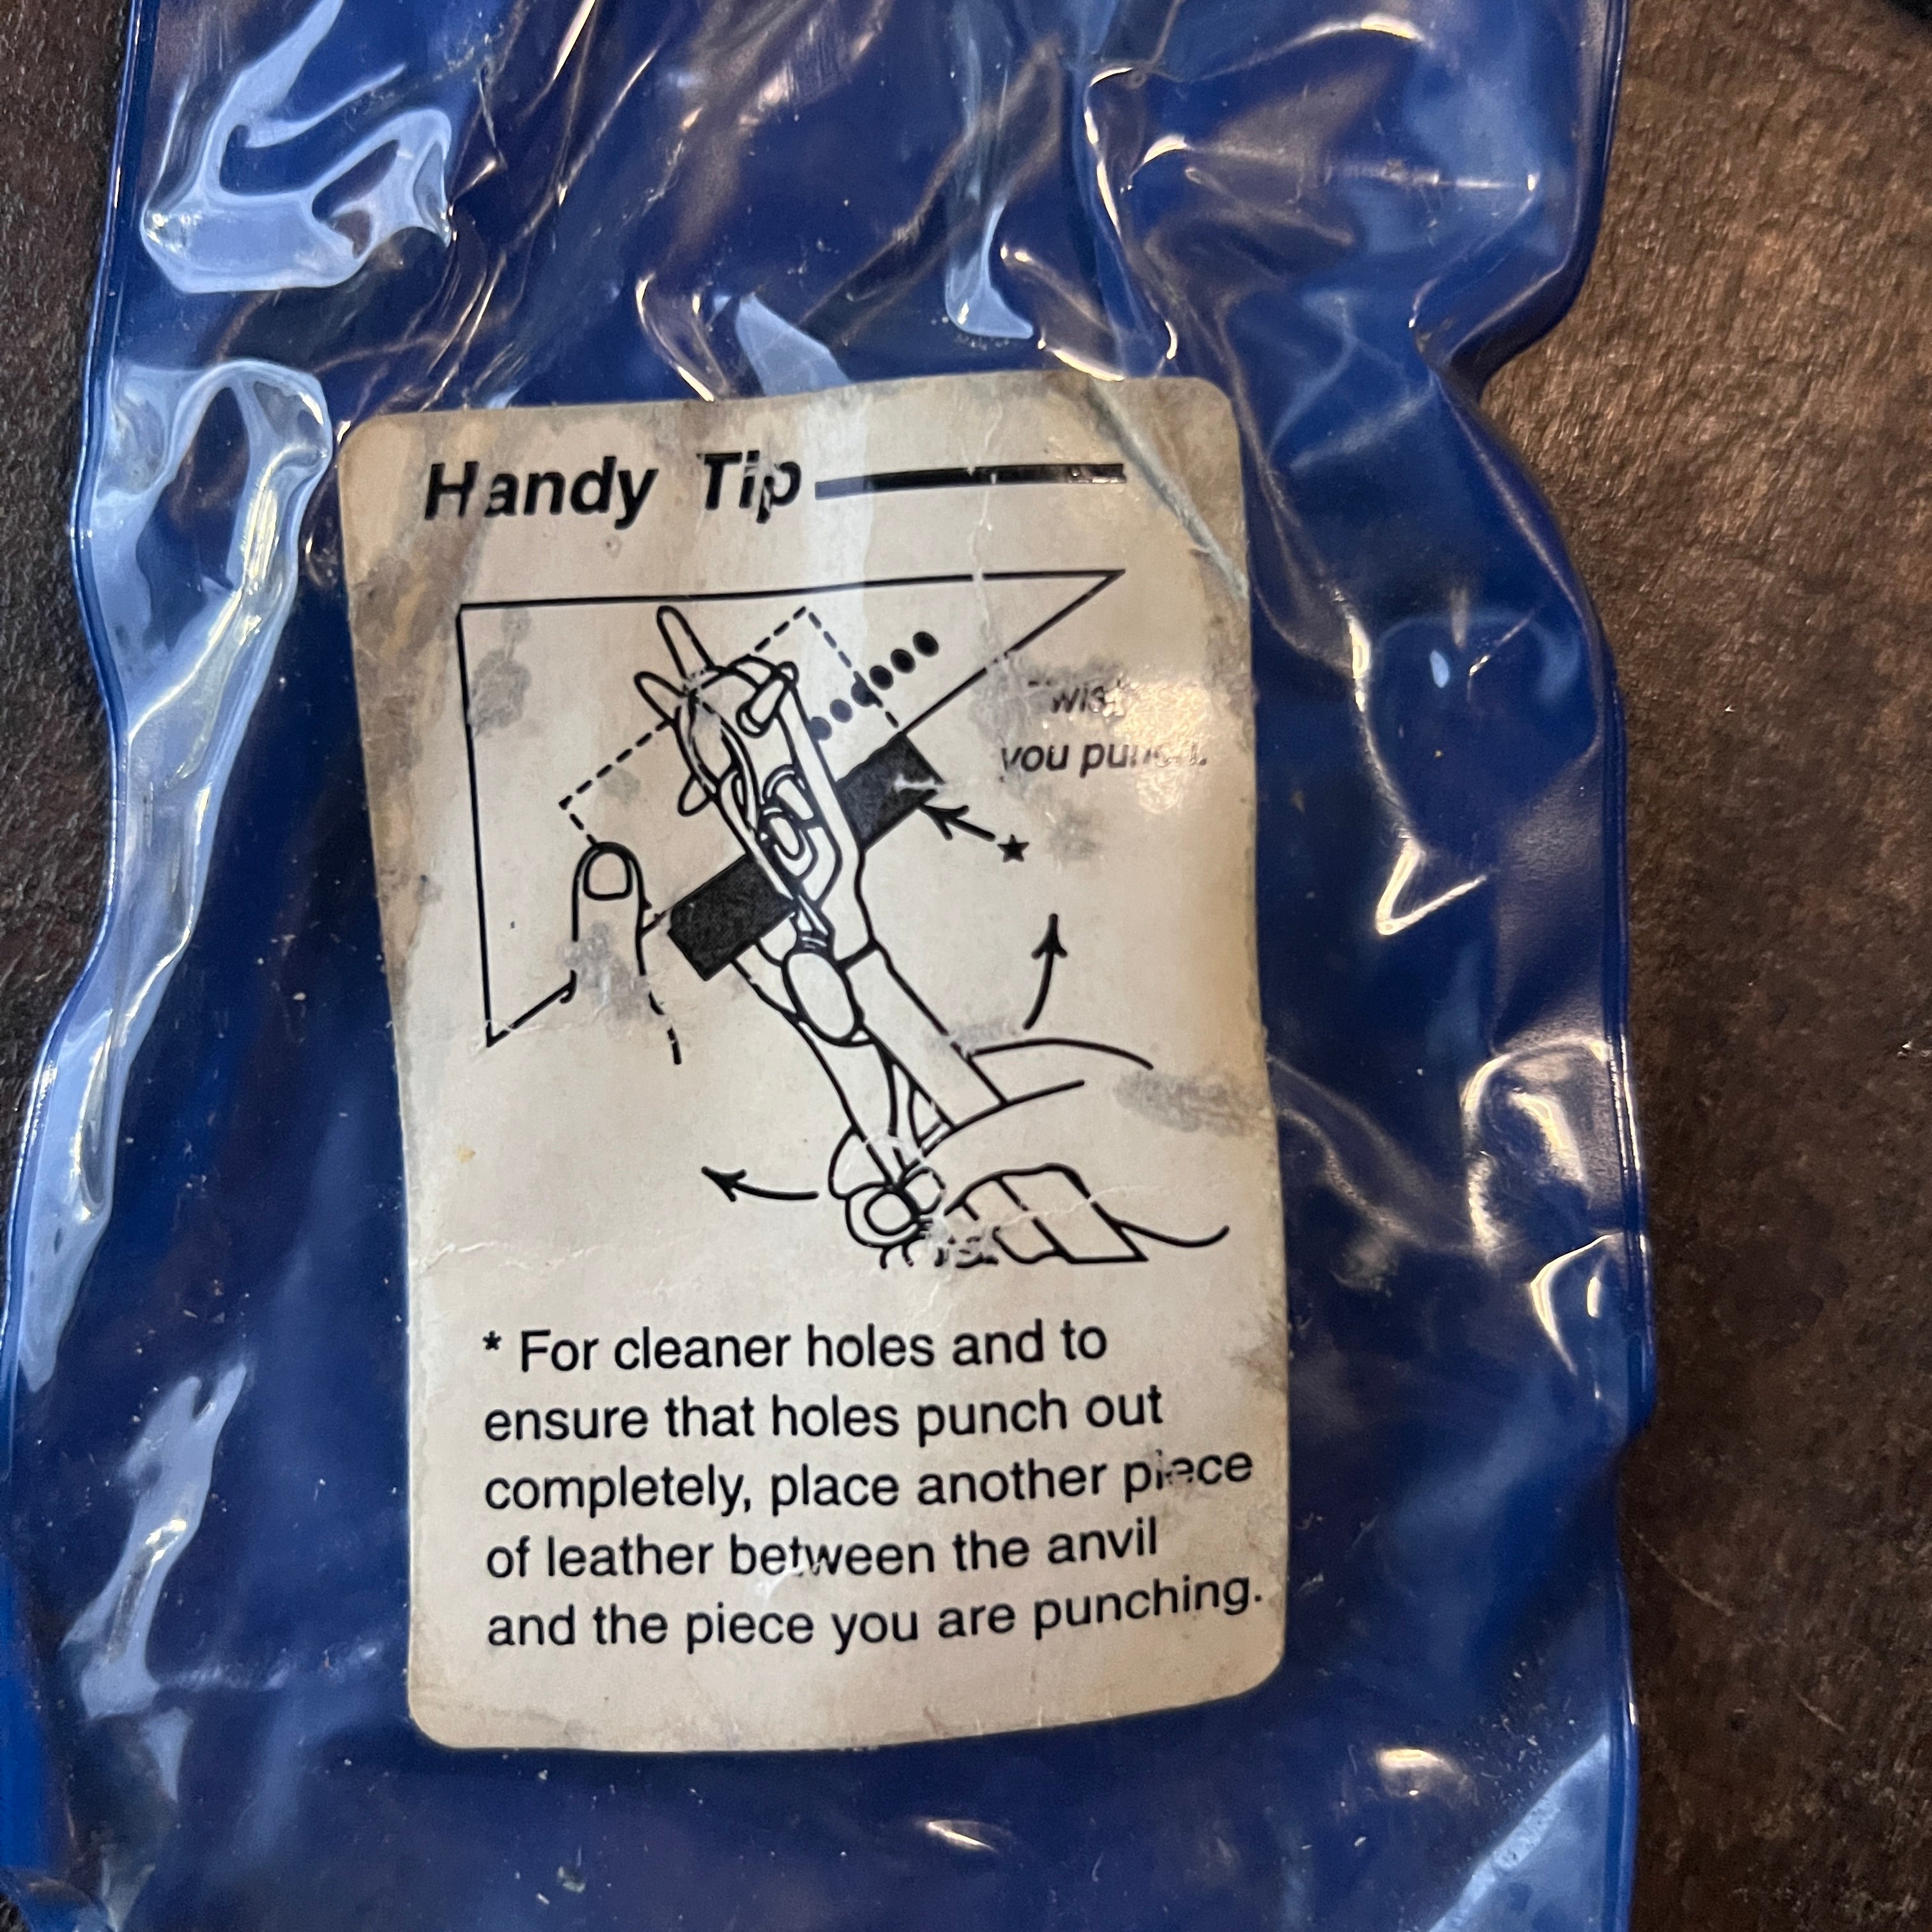 Handy Tip
you
* For cleaner holes and to
ensure that holes punch out
completely, place another piece
of leather between the anvil
and the piece you are punching.